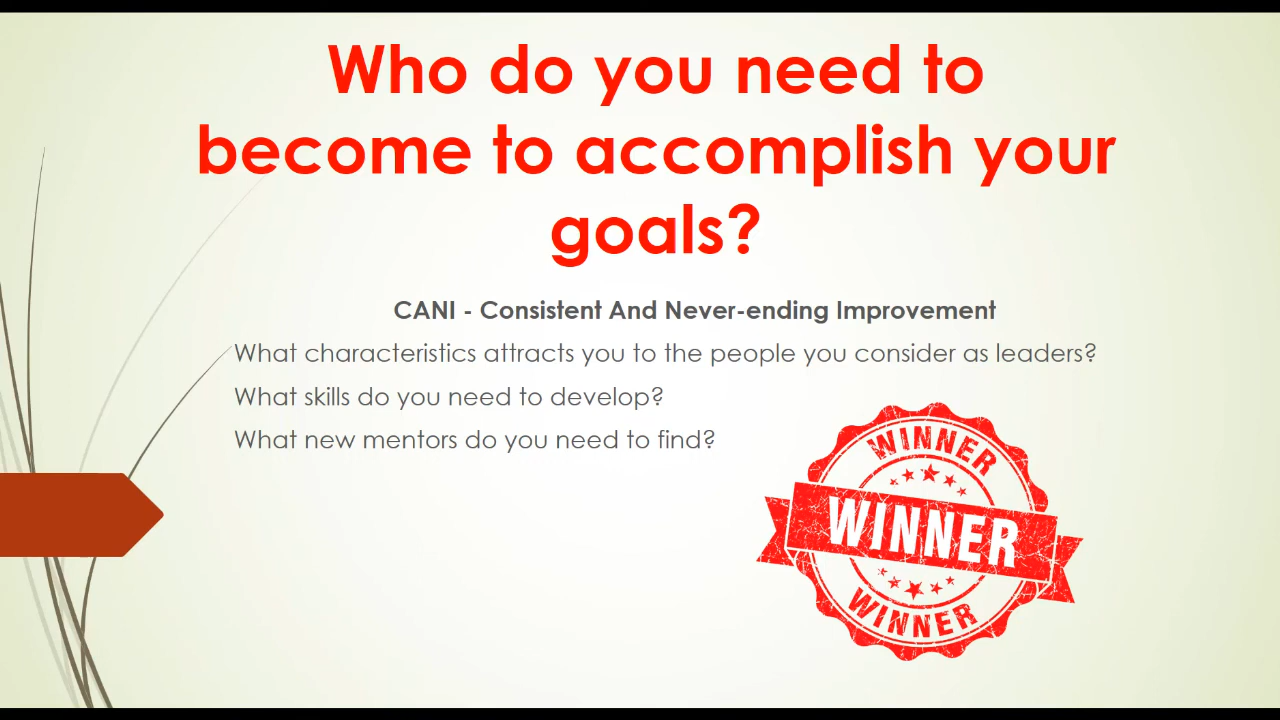 Who do you need to
become to accomplish your
goals?
CANI - Consistent And Never-ending Improvement
What characteristics attracts you to the people you consider as leaders?
What skills do you need to develop?
What new mentors do you need to find?
WINNER
WINNER
WINNER